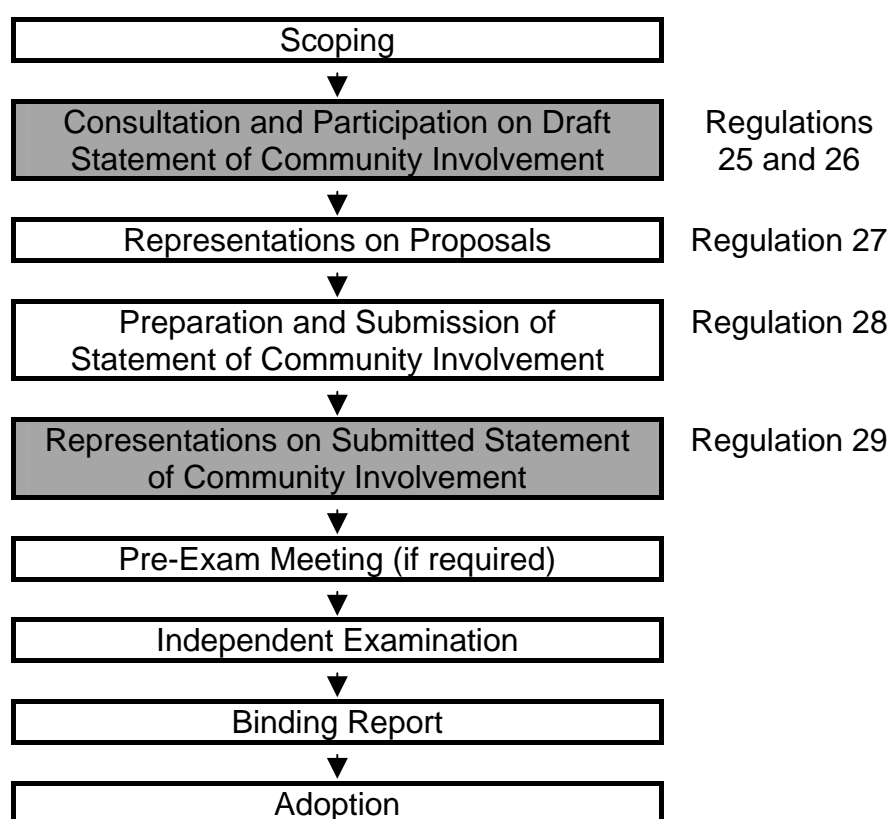 Scoping
Consultation and Participation on Draft
Statement of Community Involvement
Regulations
25 and 26
Representations on Proposals
Regulation 27
Preparation and Submission of
Statement of Community Involvement
Regulation 28
Representations on Submitted Statement
of Community Involvement
Regulation 29
Pre-Exam Meeting (if required)
Independent Examination
Binding Report
Adoption